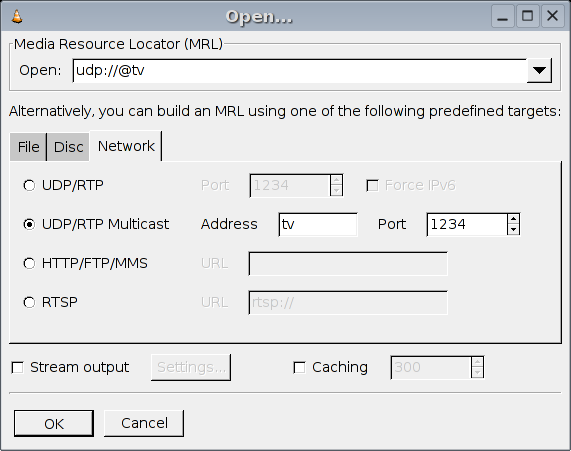 Open...
Media Resource Locator (MRL)
Open: udp://@tv
Alternatively, you can build an MRL using one of the following predefined targets:
File Disc Network
UDP/RTP Port 1234 Force IPv6
UDP/RTP Multicast Address tv Port 1234
HTTP/FTP/MMS URL
RTSP URL rtsp://
Stream output Settings... Caching 300
OK Cancel